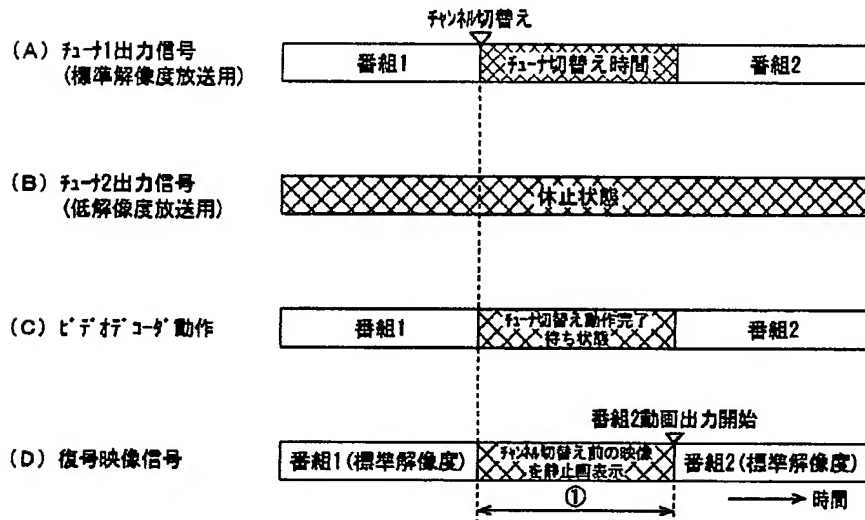 チャンネル切替え
(A) チューナ1出力信号
(標準解像度放送用)
番組1
チューナ切替え時間
番組2
(B) チューナ2出力信号
(低解像度放送用)
休止状態
(C) ビデオデコーダ動作
番組1
チューナ切替え動作完了
待ち状態
番組2
番組2動画出力開始
(D) 復号映像信号
番組1(標準解像度)
チャンネル切替え前の映像
を静止画表示
番組2(標準解像度)
①
時間